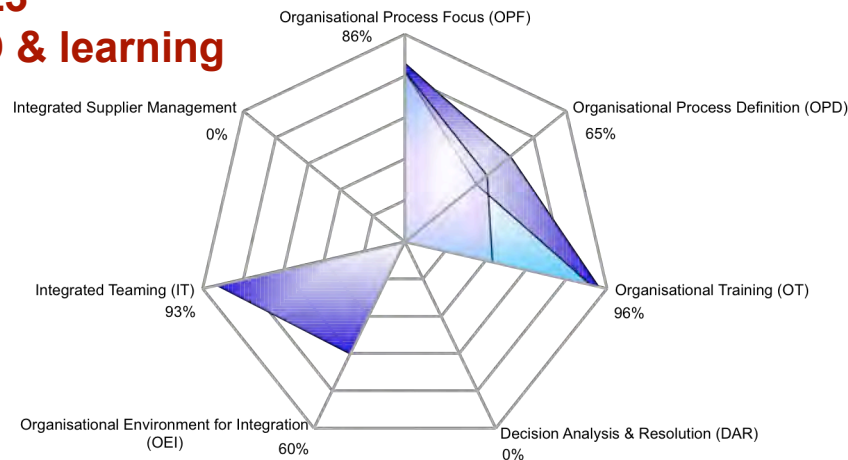 & learning
Organisational Process Focus (OPF)
86%
Integrated Supplier Management
0%
Organisational Process Definition (OPD)
65%
Integrated Teaming (IT)
93%
Organisational Training (OT)
96%
Organisational Environment for Integration
(OEI)
60%
Decision Analysis & Resolution (DAR)
0%